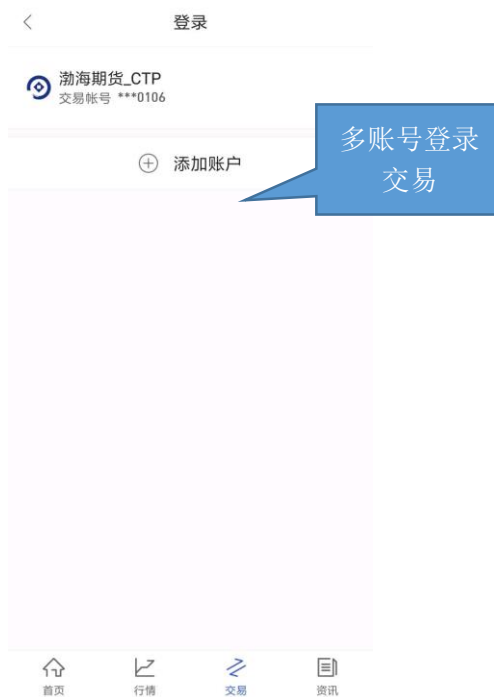 登录
渤海期货_CTP
交易帐号 ***0106
添加账户
多账号登录
交易
首页
行情
交易
资讯